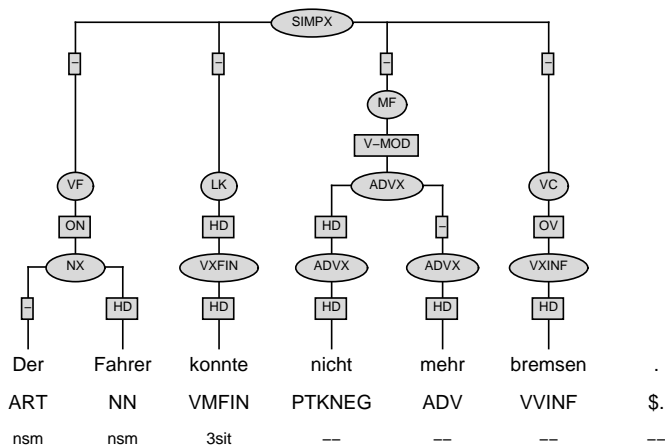 SIMPX
– – – –
MF
V–MOD
VF LK ADVX VC
ON HD HD – OV
NX VXFIN ADVX ADVX VXINF
– HD HD HD HD HD
Der Fahrer konnte nicht mehr bremsen .
ART NN VMFIN PTKNEG ADV VVINF $.
nsm nsm 3sit –– –– –– ––